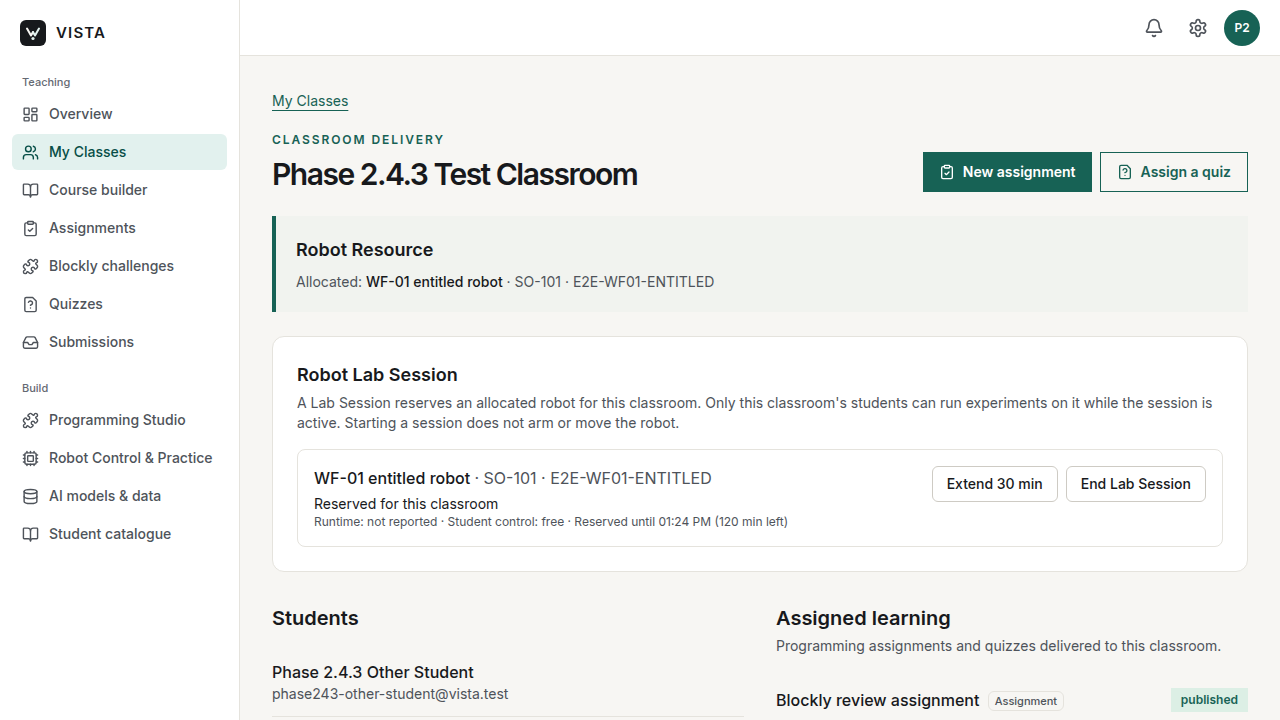 VISTA
P2
Teaching
Overview
My Classes
Course builder
Assignments
Blockly challenges
Quizzes
Submissions
Build
Programming Studio
Robot Control & Practice
AI models & data
Student catalogue
My Classes
CLASSROOM DELIVERY
Phase 2.4.3 Test Classroom
New assignment
Assign a quiz
Robot Resource
Allocated: WF-01 entitled robot · SO-101 · E2E-WF01-ENTITLED
Robot Lab Session
A Lab Session reserves an allocated robot for this classroom. Only this classroom's students can run experiments on it while the session is
active. Starting a session does not arm or move the robot.
WF-01 entitled robot · SO-101 · E2E-WF01-ENTITLED
Extend 30 min
End Lab Session
Reserved for this classroom
Runtime: not reported · Student control: free · Reserved until 01:24 PM (120 min left)
Students
Phase 2.4.3 Other Student
phase243-other-student@vista.test
Assigned learning
Programming assignments and quizzes delivered to this classroom.
Blockly review assignment
Assignment
published